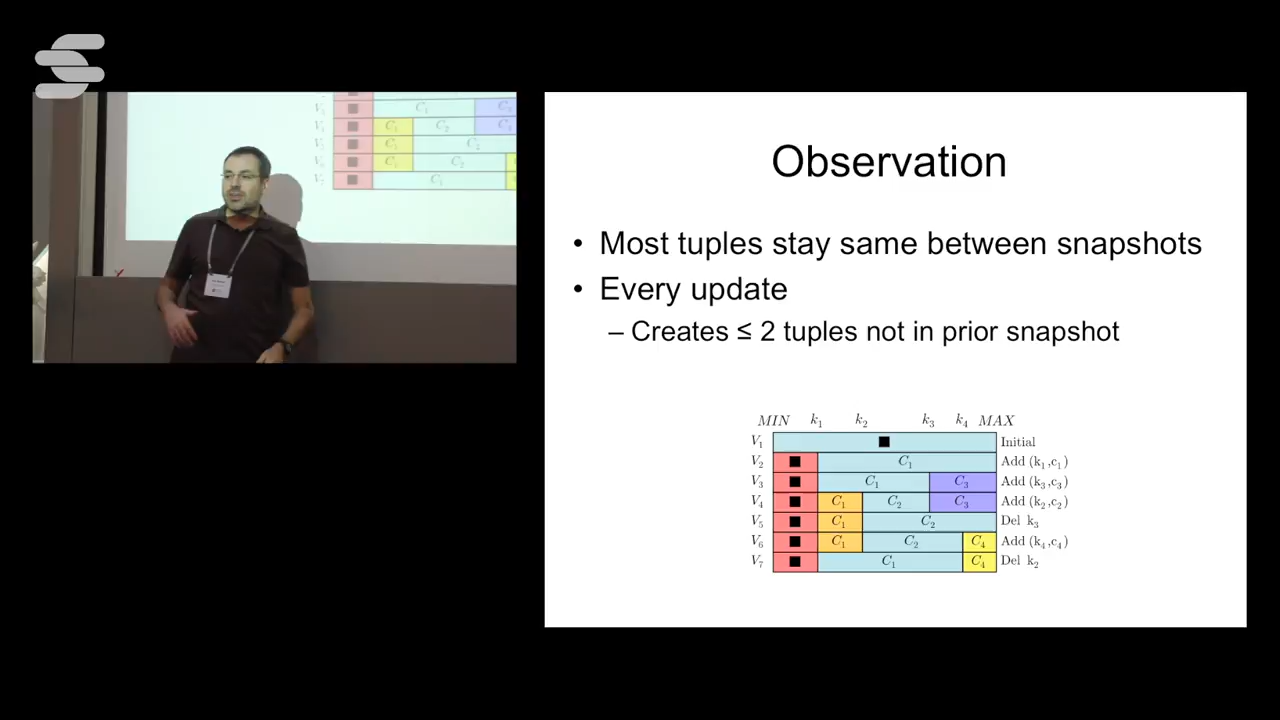 Observation
• Most tuples stay same between snapshots
• Every update
– Creates ≤ 2 tuples not in prior snapshot
MIN k₁ k₂ k₃ k₄ MAX
V₁ ■ Initial
V₂ ■ C₁ Add (k₁,c₁)
V₃ ■ C₁ C₃ Add (k₃,c₃)
V₄ ■ C₁ C₂ C₃ Add (k₂,c₂)
V₅ ■ C₁ C₂ Del k₃
V₆ ■ C₁ C₂ C₄ Add (k₄,c₄)
V₇ ■ C₁ C₄ Del k₂